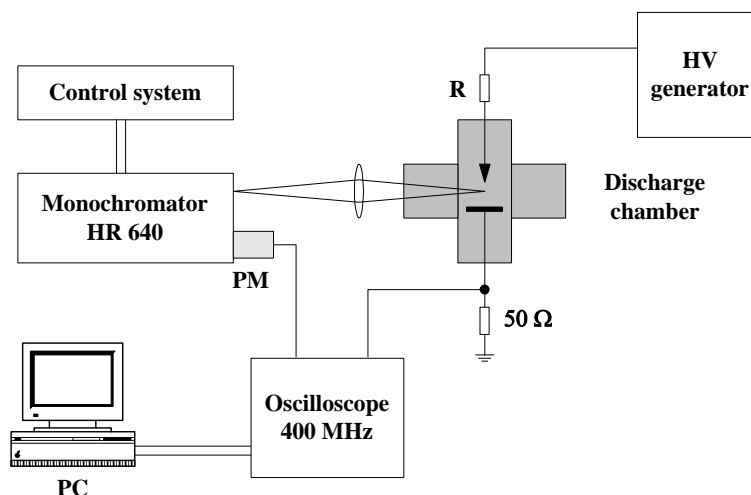 HV
generator
R
Control system
Discharge
chamber
Monochromator
HR 640
PM
50 Ω
Oscilloscope
400 MHz
PC